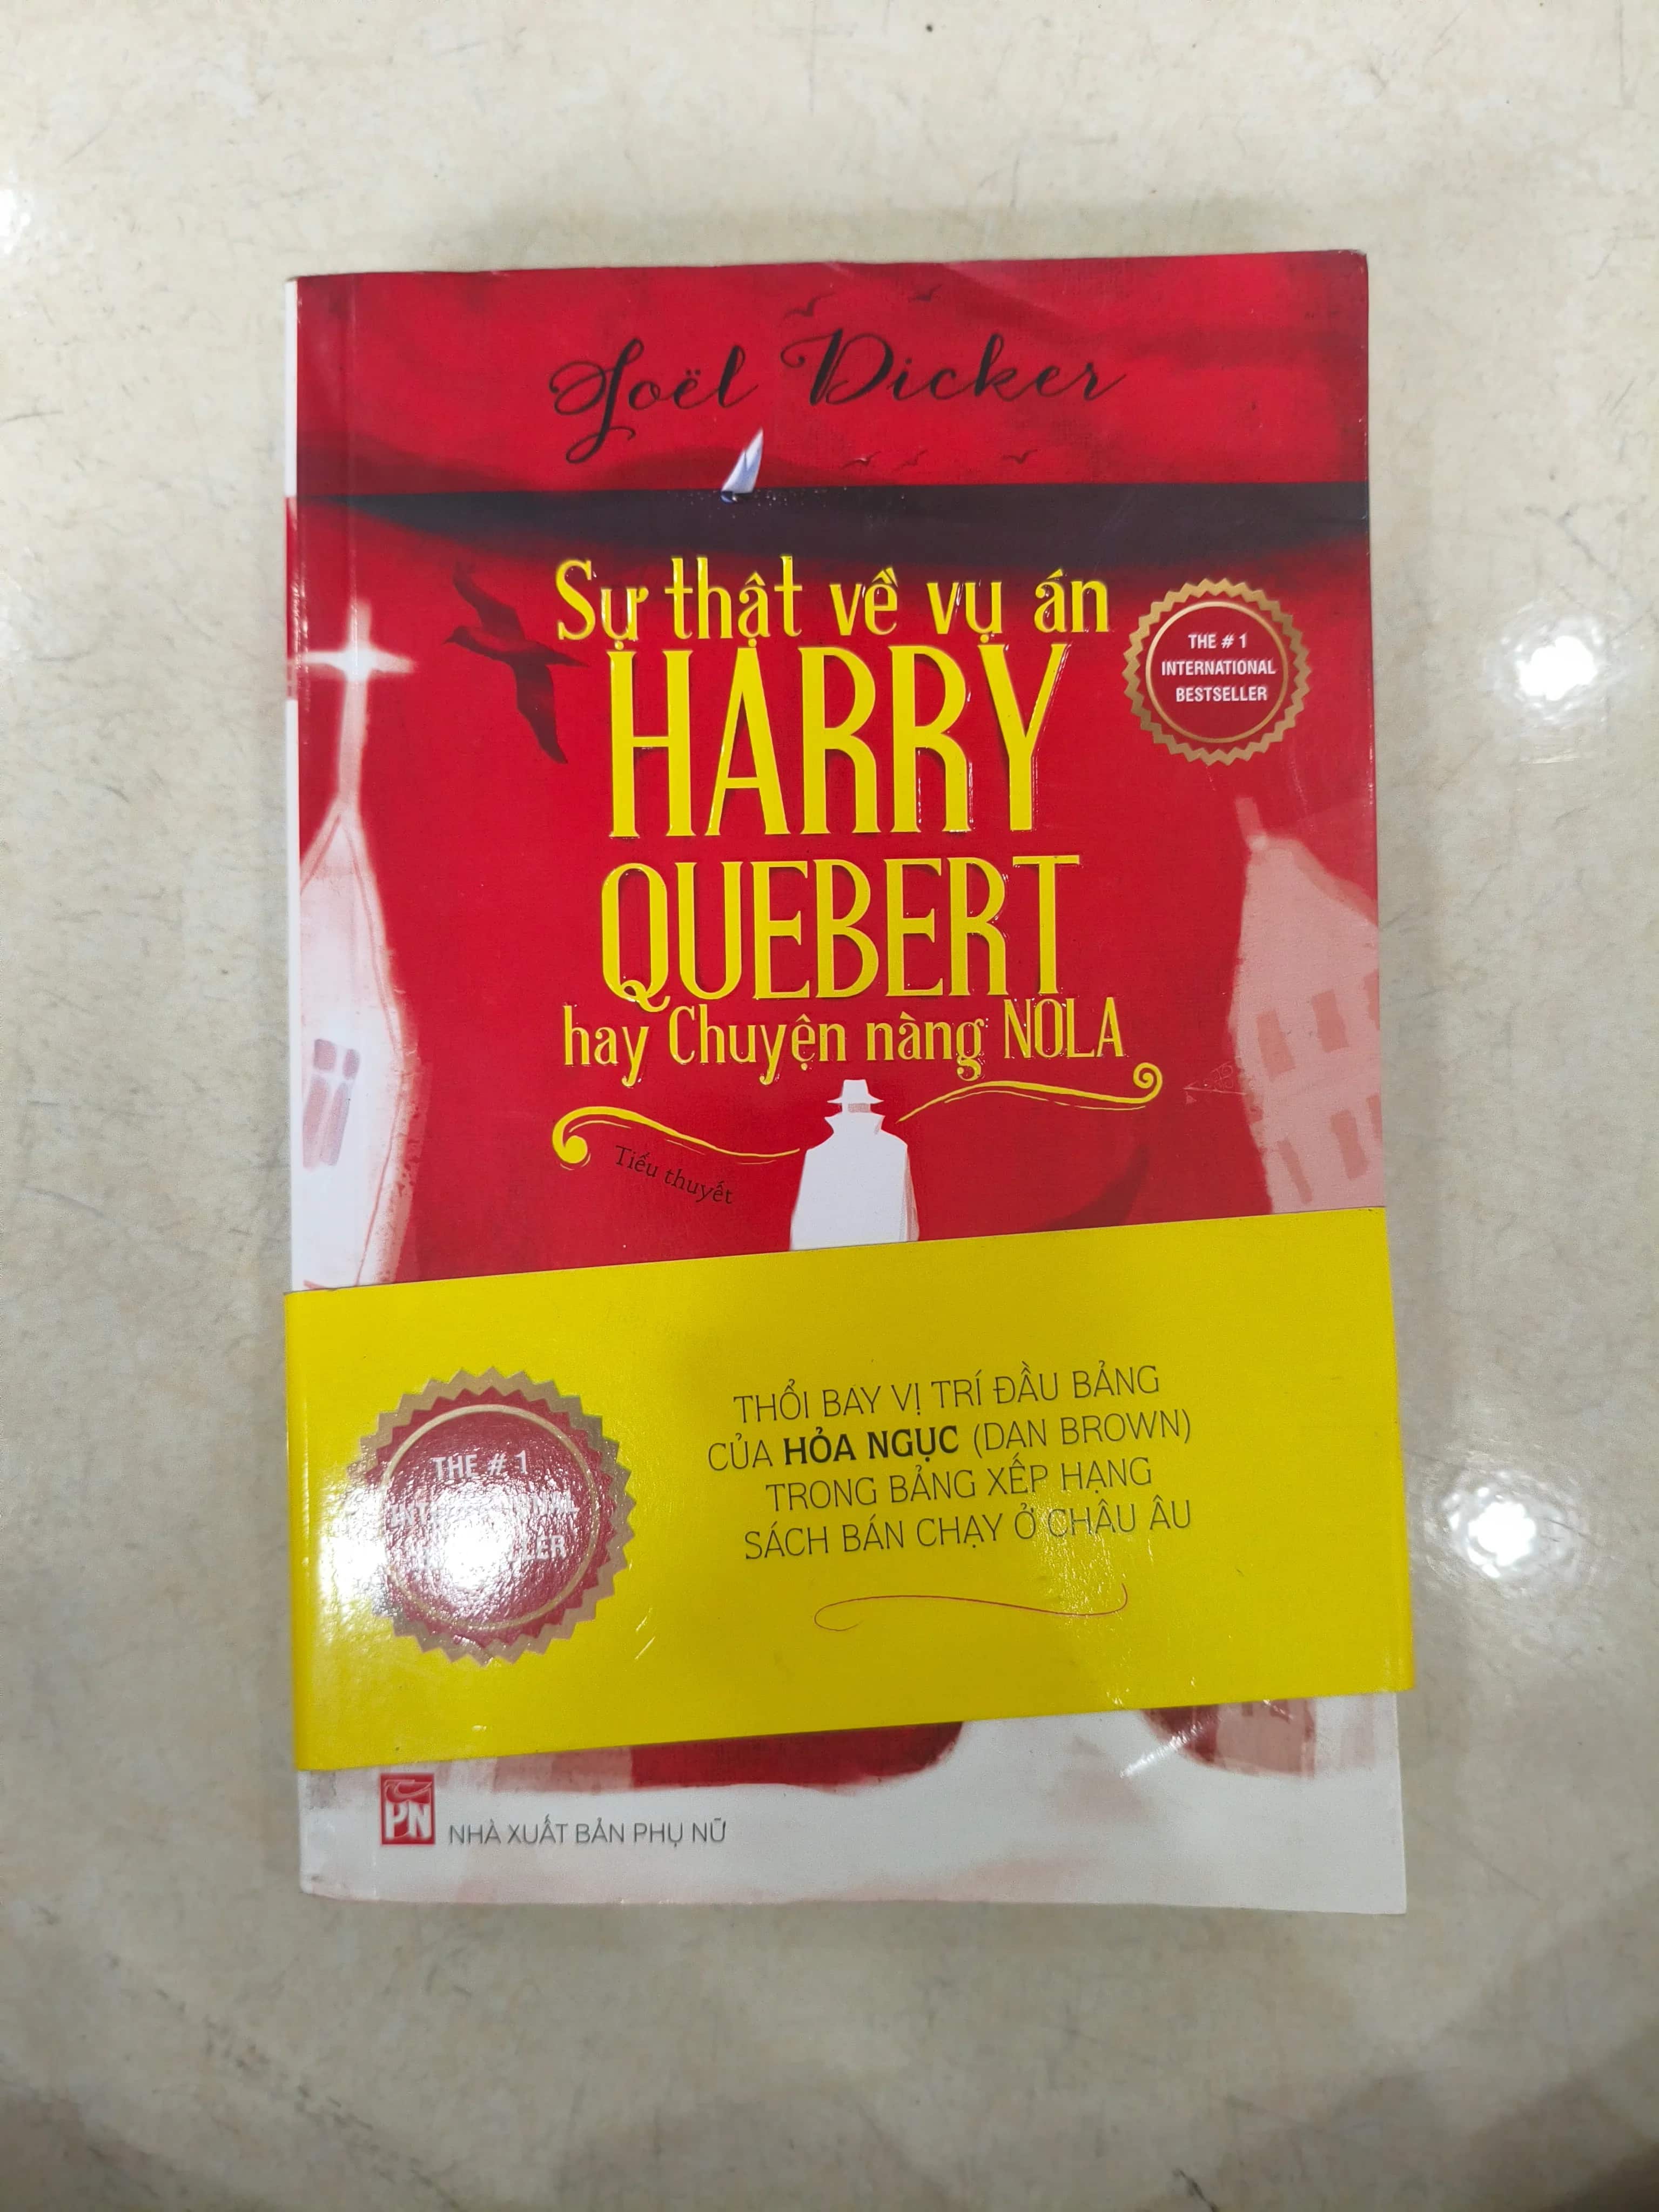 Joël Dicker
Sự thật về vụ án
HARRY
QUEBERT
hay Chuyện nàng NOLA
THE # 1
INTERNATIONAL
BESTSELLER
Tiểu thuyết
THE # 1
INTERNATIONAL
BESTSELLER
THỔI BAY VỊ TRÍ ĐẦU BẢNG
CỦA HỎA NGỤC (DAN BROWN)
TRONG BẢNG XẾP HẠNG
SÁCH BÁN CHẠY Ở CHÂU ÂU
PN
NHÀ XUẤT BẢN PHỤ NỮ